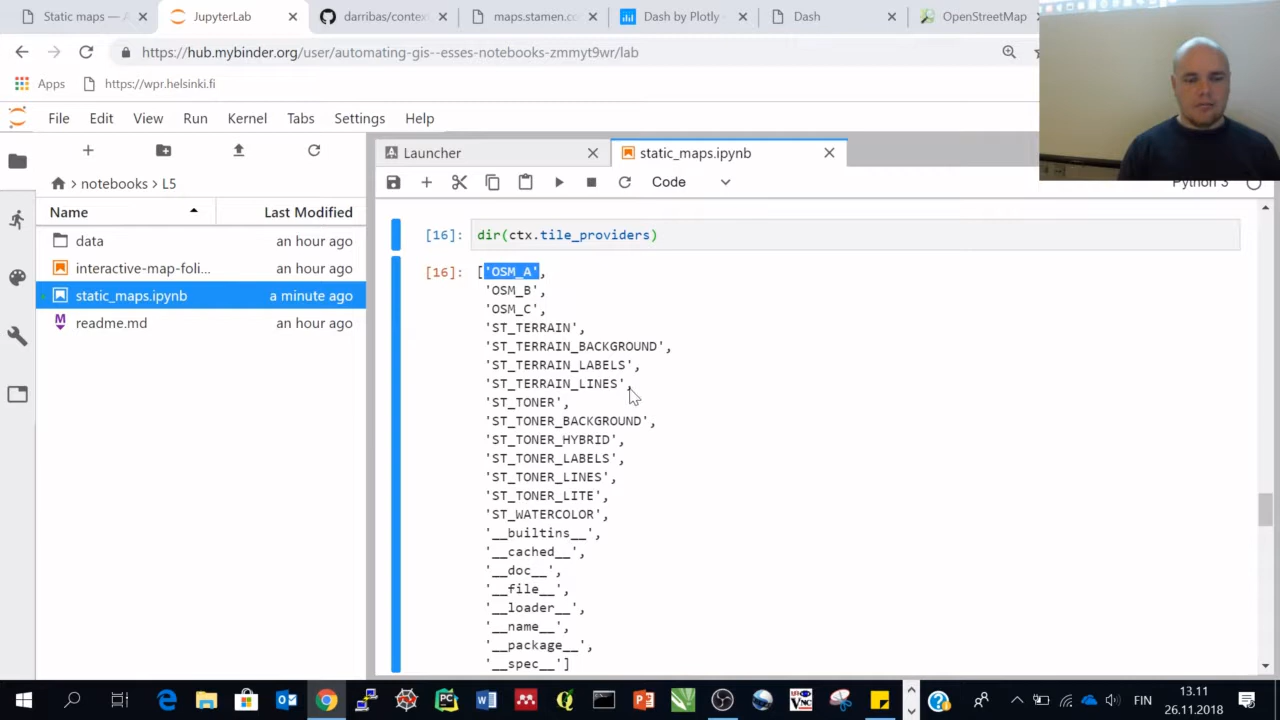 Static maps — A
JupyterLab
darribas/contex
maps.stamen.co
Dash by Plotly
Dash
OpenStreetMap
https://hub.mybinder.org/user/automating-gis--esses-notebooks-zmmyt9wr/lab
Apps
https://wpr.helsinki.fi
File Edit View Run Kernel Tabs Settings Help
Launcher
static_maps.ipynb
notebooks > L5
Code
Python 3
Name Last Modified
data an hour ago
interactive-map-foli... an hour ago
static_maps.ipynb a minute ago
readme.md an hour ago
[16]: dir(ctx.tile_providers)
[16]: ['OSM_A',
'OSM_B',
'OSM_C',
'ST_TERRAIN',
'ST_TERRAIN_BACKGROUND',
'ST_TERRAIN_LABELS',
'ST_TERRAIN_LINES',
'ST_TONER',
'ST_TONER_BACKGROUND',
'ST_TONER_HYBRID',
'ST_TONER_LABELS',
'ST_TONER_LINES',
'ST_TONER_LITE',
'ST_WATERCOLOR',
'__builtins__',
'__cached__',
'__doc__',
'__file__',
'__loader__',
'__name__',
'__package__',
'__spec__']
FIN
13.11
26.11.2018